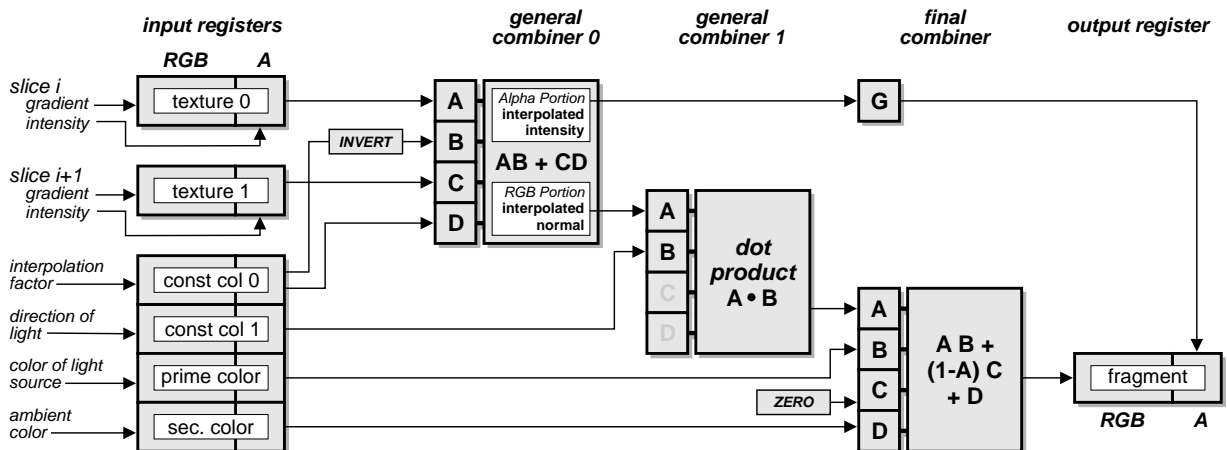 input registers
general
combiner 0
general
combiner 1
final
combiner
output register
RGB A
slice i
gradient
intensity
texture 0
slice i+1
gradient
intensity
texture 1
interpolation
factor
const col 0
direction of
light
const col 1
color of light
source
prime color
ambient
color
sec. color
INVERT
A
B
C
D
Alpha Portion
interpolated
intensity
AB + CD
RGB Portion
interpolated
normal
A
B
C
D
dot
product
A • B
ZERO
G
A
B
C
D
A B +
(1-A) C
+ D
fragment
RGB A